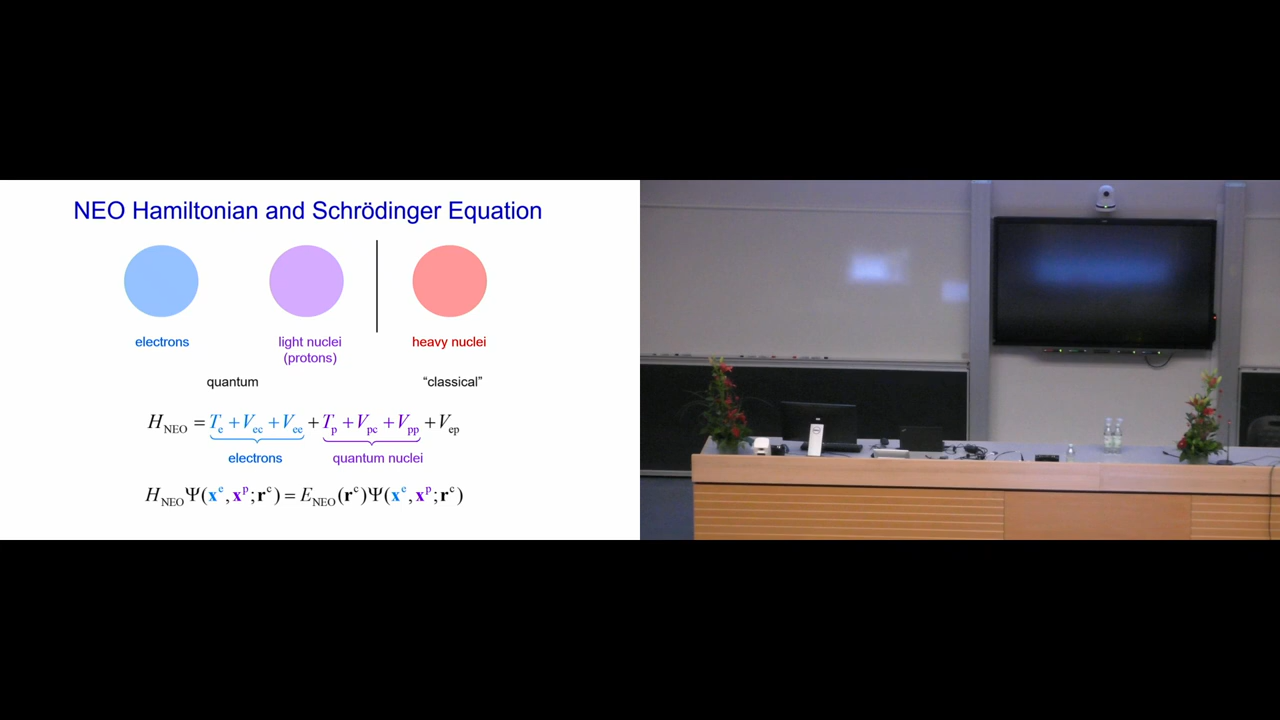 NEO Hamiltonian and Schrödinger Equation
electrons
light nuclei
(protons)
heavy nuclei
quantum
“classical”
H_NEO = T_e + V_ec + V_ee + T_p + V_pc + V_pp + V_ep
electrons
quantum nuclei
H_NEO Ψ(x^e, x^p; r^c) = E_NEO(r^c)Ψ(x^e, x^p; r^c)